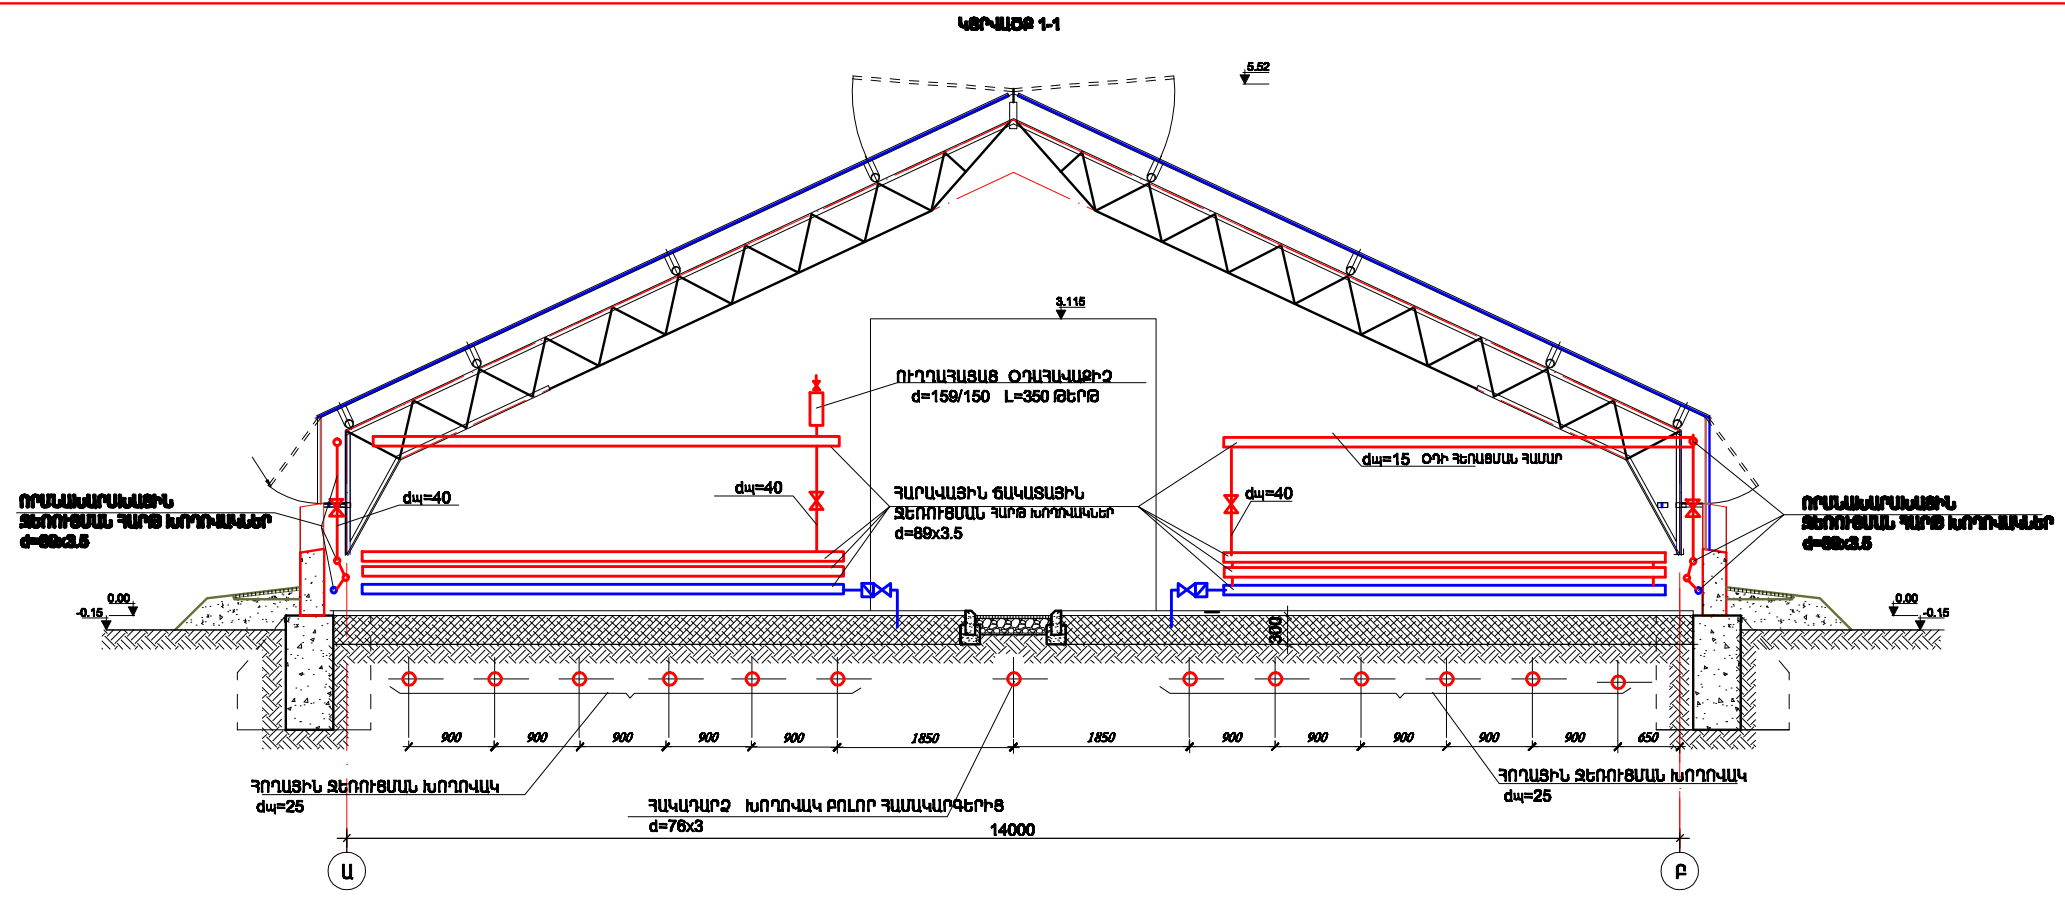 ԿՏՐՎԱԾՔ 1-1
5.52
3.115
ՈՒՂՂԱՀԱՅԱՑ ՕԴԱՀԱՎԱՔԻՉ
d=159/150 L=350 ԹԵՐԹ
dպ=15 ՕԴԻ ՀԵՌԱՑՄԱՆ ՀԱՄԱՐ
ՈՐՄՆԱԽԱՐԱԽԱՅԻՆ
ՋԵՌՈՒՑՄԱՆ ՀԱՐԹ ԽՈՂՈՎԱԿՆԵՐ
d=89x3.5
dպ=40
dպ=40
ՀԱՐԱՎԱՅԻՆ ՃԱԿԱՏԱՅԻՆ
ՋԵՌՈՒՑՄԱՆ ՀԱՐԹ ԽՈՂՈՎԱԿՆԵՐ
d=89x3.5
dպ=40
ՈՐՄՆԱԽԱՐԱԽԱՅԻՆ
ՋԵՌՈՒՑՄԱՆ ՀԱՐԹ ԽՈՂՈՎԱԿՆԵՐ
d=89x3.5
0.00
-0.15
0.00
-0.15
300
900 900 900 900 900 1850 1850 900 900 900 900 900 650
ՀՈՂԱՅԻՆ ՋԵՌՈՒՑՄԱՆ ԽՈՂՈՎԱԿ
dպ=25
ՀԱԿԱԴԱՐՁ ԽՈՂՈՎԱԿ ԲՈԼՈՐ ՀԱՄԱԿԱՐԳԵՐԻՑ
d=76x3
ՀՈՂԱՅԻՆ ՋԵՌՈՒՑՄԱՆ ԽՈՂՈՎԱԿ
dպ=25
14000
Ա
Բ